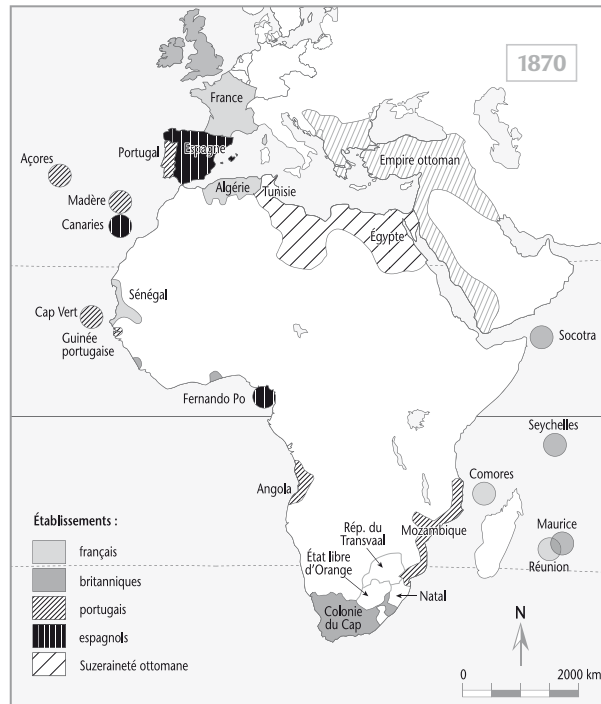 1870
France
Portugal
Espagne
Açores
Empire ottoman
Madère
Algérie
Tunisie
Canaries
Égypte
Sénégal
Cap Vert
Guinée
portugaise
Socotra
Fernando Po
Seychelles
Comores
Angola
Mozambique
Maurice
Réunion
Rép. du
Transvaal
État libre
d'Orange
Natal
Colonie
du Cap
Établissements :
français
britanniques
portugais
espagnols
Suzeraineté ottomane
N
0
2000 km